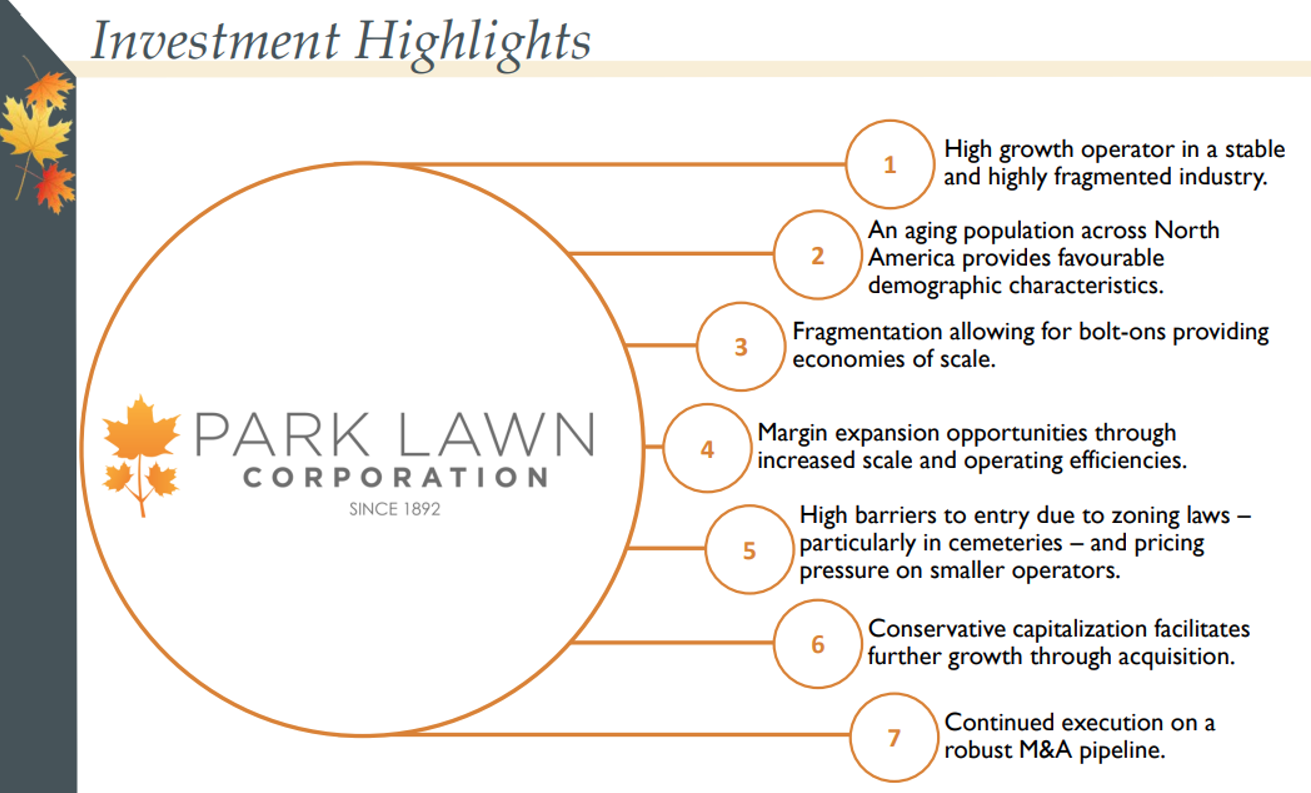 Investment Highlights
PARK LAWN
CORPORATION
SINCE 1892
1
High growth operator in a stable
and highly fragmented industry.
2
An aging population across North
America provides favourable
demographic characteristics.
3
Fragmentation allowing for bolt-ons providing
economies of scale.
4
Margin expansion opportunities through
increased scale and operating efficiencies.
5
High barriers to entry due to zoning laws –
particularly in cemeteries – and pricing
pressure on smaller operators.
6
Conservative capitalization facilitates
further growth through acquisition.
7
Continued execution on a
robust M&A pipeline.